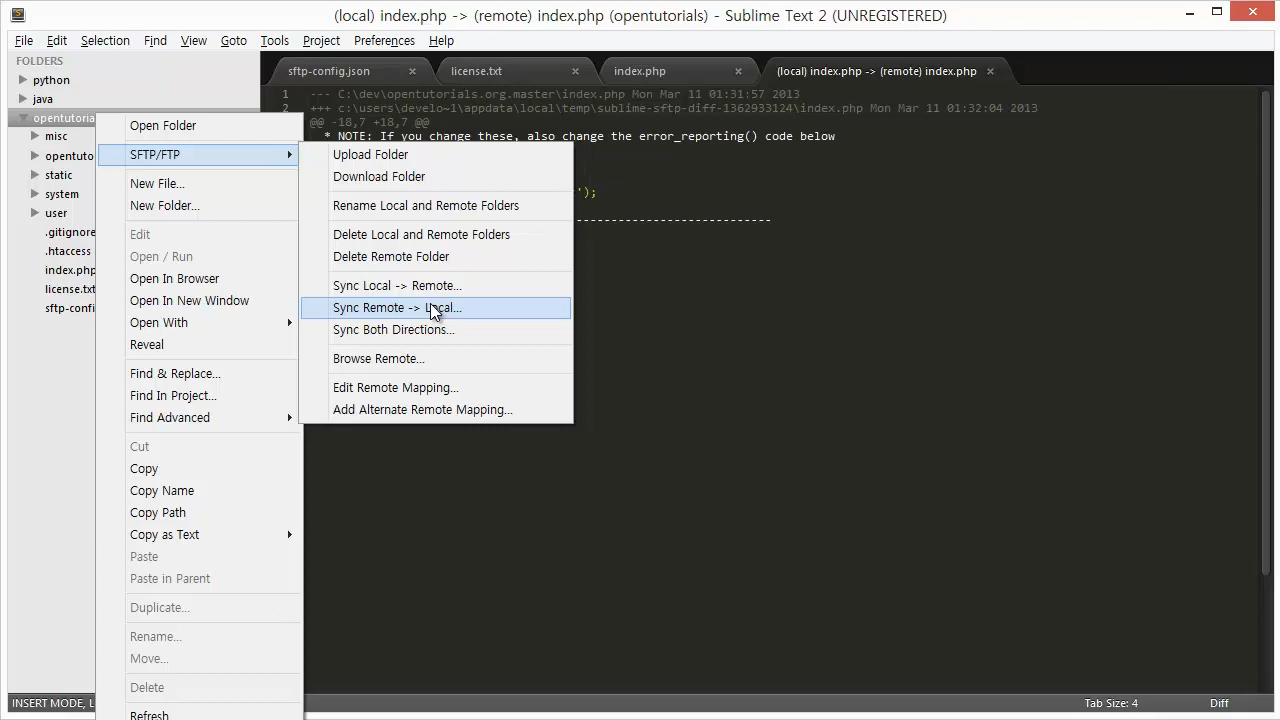 (local) index.php -> (remote) index.php (opentutorials) – Sublime Text 2 (UNREGISTERED)
File Edit Selection Find View Goto Tools Project Preferences Help
FOLDERS
python
java
opentutoria
misc
opentuto
static
system
user
.gitignore
.htaccess
index.php
license.txt
sftp-confi
sftp-config.json
license.txt
index.php
(local) index.php -> (remote) index.php
1 --- C:\dev\opentutorials.org.master\index.php Mon Mar 11 01:31:57 2013
2 +++ c:\users\develo~1\appdata\local\temp\sublime-sftp-diff-1362933124\index.php Mon Mar 11 01:32:04 2013
@@ -18,7 +18,7 @@
* NOTE: If you change these, also change the error_reporting() code below
');
----------------------------
Open Folder
SFTP/FTP
New File...
New Folder...
Edit
Open / Run
Open In Browser
Open In New Window
Open With
Reveal
Find & Replace...
Find In Project...
Find Advanced
Cut
Copy
Copy Name
Copy Path
Copy as Text
Paste
Paste in Parent
Duplicate...
Rename...
Move...
Delete
Refresh
Upload Folder
Download Folder
Rename Local and Remote Folders
Delete Local and Remote Folders
Delete Remote Folder
Sync Local -> Remote...
Sync Remote -> Local...
Sync Both Directions...
Browse Remote...
Edit Remote Mapping...
Add Alternate Remote Mapping...
INSERT MODE, L
Tab Size: 4
Diff